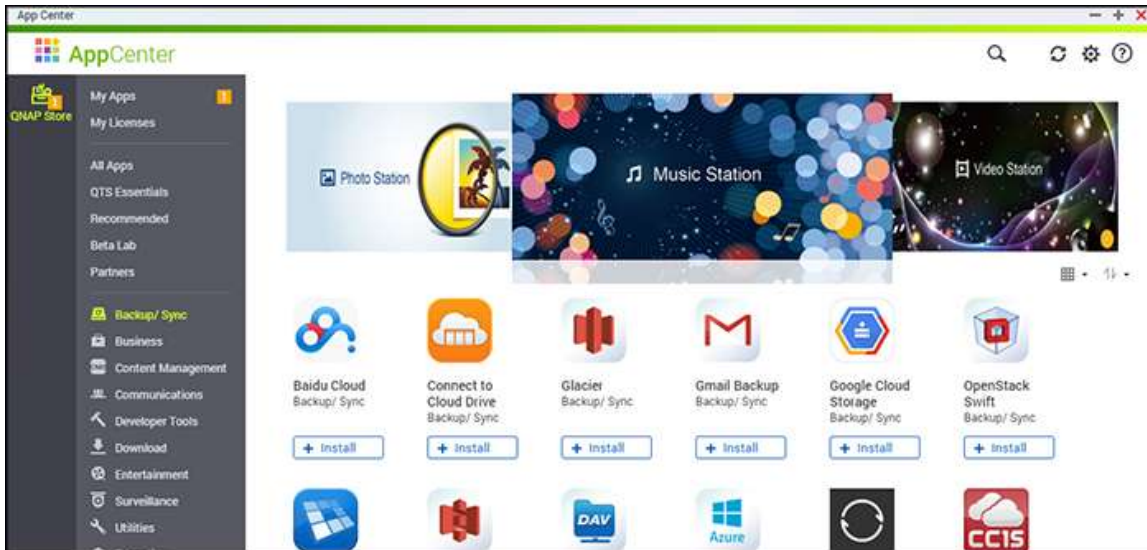 App Center
AppCenter
QNAP Store
1
My Apps
1
My Licenses
All Apps
QTS Essentials
Recommended
Beta Lab
Partners
Backup/ Sync
Business
Content Management
Communications
Developer Tools
Download
Entertainment
Surveillance
Utilities
Photo Station
Music Station
Video Station
Baidu Cloud
Backup/ Sync
+ Install
Connect to
Cloud Drive
Backup/ Sync
+ Install
Glacier
Backup/ Sync
+ Install
Gmail Backup
Backup/ Sync
+ Install
Google Cloud
Storage
Backup/ Sync
+ Install
OpenStack
Swift
Backup/ Sync
+ Install
DAV
Azure
CC1S